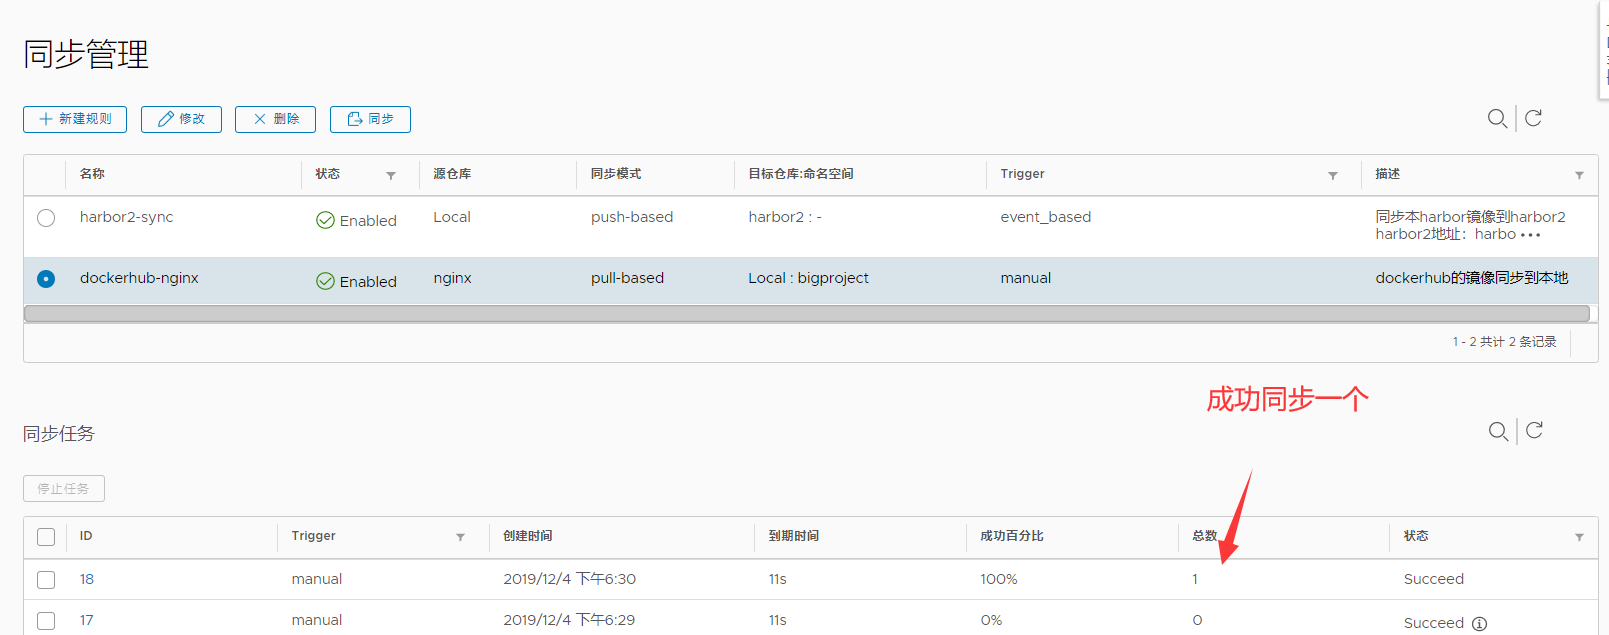 同步管理
新建规则 修改 删除 同步
名称 状态 源仓库 同步模式 目标仓库:命名空间 Trigger 描述
harbor2-sync Enabled Local push-based harbor2 : - event_based 同步本harbor镜像到harbor2
harbor2地址：harbo •••
dockerhub-nginx Enabled nginx pull-based Local : bigproject manual dockerhub的镜像同步到本地
1 - 2 共计 2 条记录
成功同步一个
同步任务
停止任务
ID Trigger 创建时间 到期时间 成功百分比 总数 状态
18 manual 2019/12/4 下午6:30 11s 100% 1 Succeed
17 manual 2019/12/4 下午6:29 11s 0% 0 Succeed